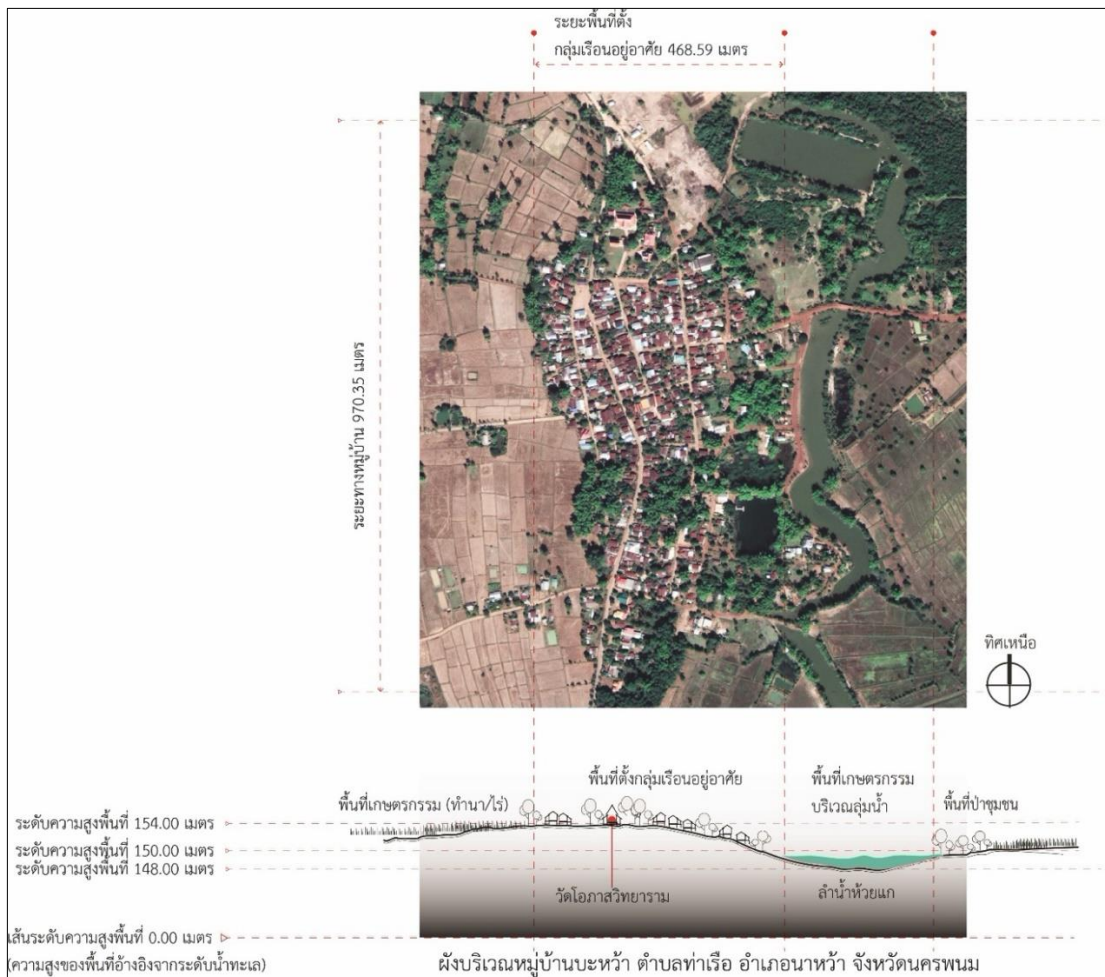 ระยะพื้นที่ตั้ง
กลุ่มเรือนอยู่อาศัย 468.59 เมตร
ระยะทางหมู่บ้าน 970.35 เมตร
ทิศเหนือ
พื้นที่เกษตรกรรม (ทำนา/ไร่)
พื้นที่ตั้งกลุ่มเรือนอยู่อาศัย
พื้นที่เกษตรกรรม
บริเวณลุ่มน้ำ
พื้นที่ป่าชุมชน
ระดับความสูงพื้นที่ 154.00 เมตร
ระดับความสูงพื้นที่ 150.00 เมตร
ระดับความสูงพื้นที่ 148.00 เมตร
วัดโอภาสวิทยาราม
ลำน้ำห้วยแก
เส้นระดับความสูงพื้นที่ 0.00 เมตร
(ความสูงของพื้นที่อ้างอิงจากระดับน้ำทะเล)
ผังบริเวณหมู่บ้านบะหว้า ตำบลท่าเรือ อำเภอนาหว้า จังหวัดนครพนม